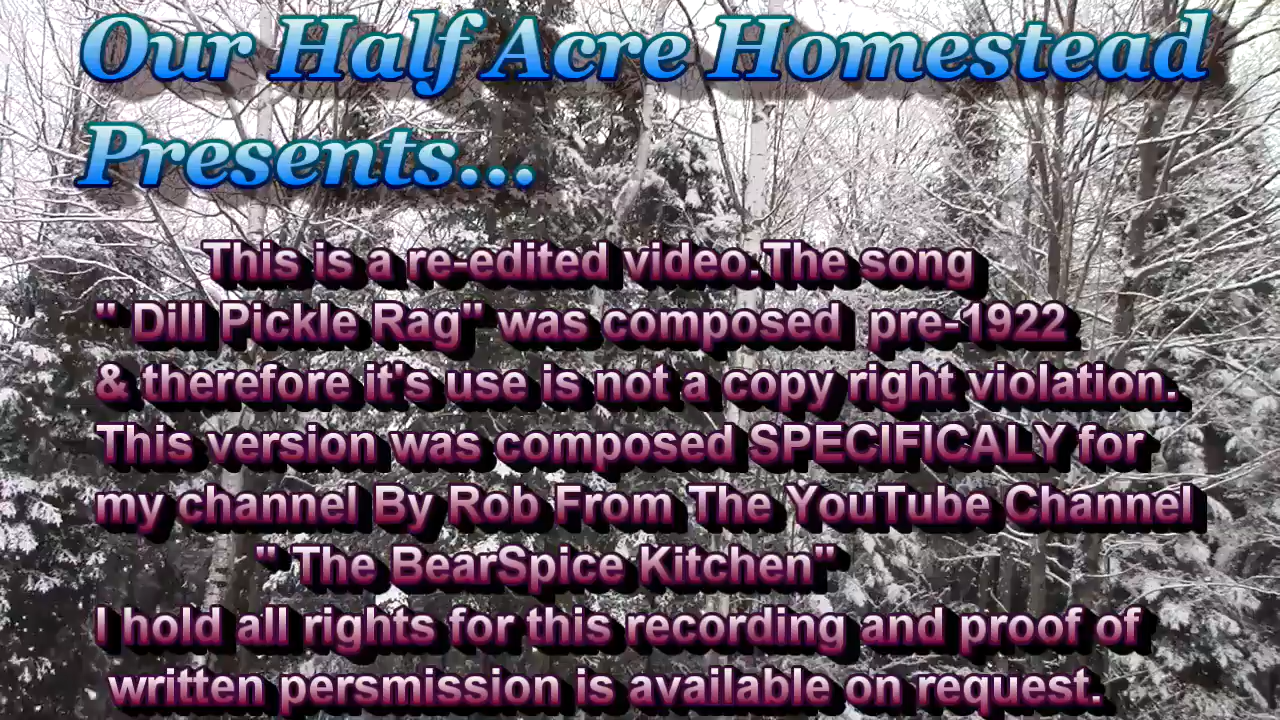 Our Half Acre Homestead
Presents...
This is a re-edited video.The song
" Dill Pickle Rag" was composed pre-1922
& therefore it's use is not a copy right violation.
This version was composed SPECIFICALY for
my channel By Rob From The YouTube Channel
" The BearSpice Kitchen"
I hold all rights for this recording and proof of
written persmission is available on request.